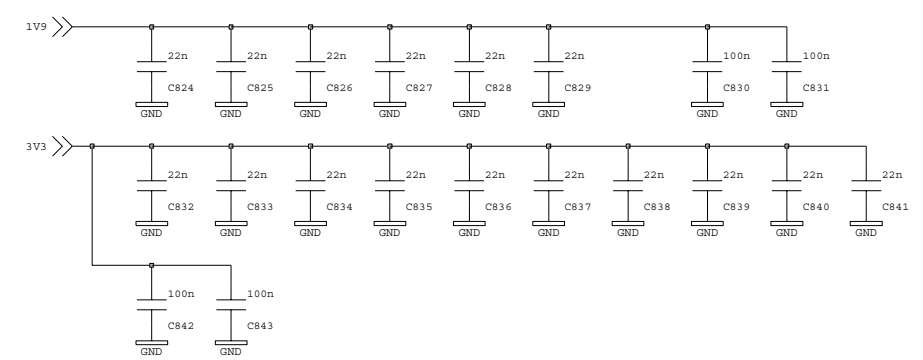 1V9
22n 22n 22n 22n 22n 22n 100n 100n
C824 C825 C826 C827 C828 C829 C830 C831
GND GND GND GND GND GND GND GND
3V3
22n 22n 22n 22n 22n 22n 22n 22n 22n 22n
C832 C833 C834 C835 C836 C837 C838 C839 C840 C841
GND GND GND GND GND GND GND GND GND GND
100n 100n
C842 C843
GND GND